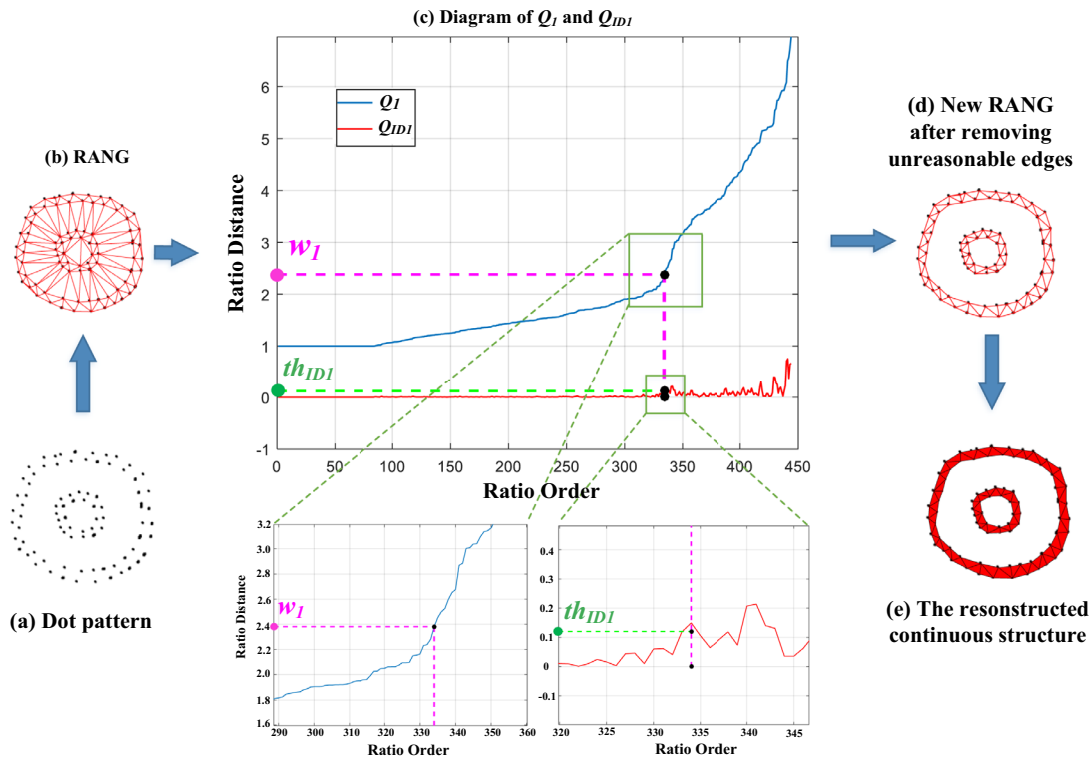 (c) Diagram of Q1 and QID1
Q1
QID1
6
5
4
3
2
1
0
-1
Ratio Distance
w1
thID1
0
50
100
150
200
250
300
350
400
450
Ratio Order
(b) RANG
(a) Dot pattern
(d) New RANG
after removing
unreasonable edges
(e) The resonstructed
continuous structure
3.2
3.0
2.8
2.6
2.4
2.2
2.0
1.8
1.6
Ratio Distance
w1
290
300
310
320
330
340
350
360
Ratio Order
0.4
0.3
0.2
0.1
0
-0.1
thID1
320
325
330
335
340
345
Ratio Order